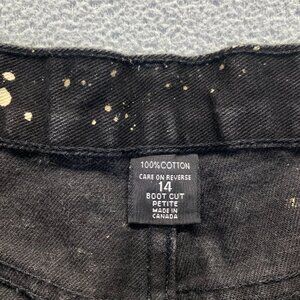 100% COTTON
CARE ON REVERSE
14
BOOT CUT
PETITE
MADE IN
CANADA